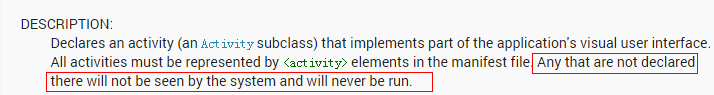 DESCRIPTION:
Declares an activity (an Activity subclass) that implements part of the application's visual user interface.
All activities must be represented by <activity> elements in the manifest file. Any that are not declared
there will not be seen by the system and will never be run.